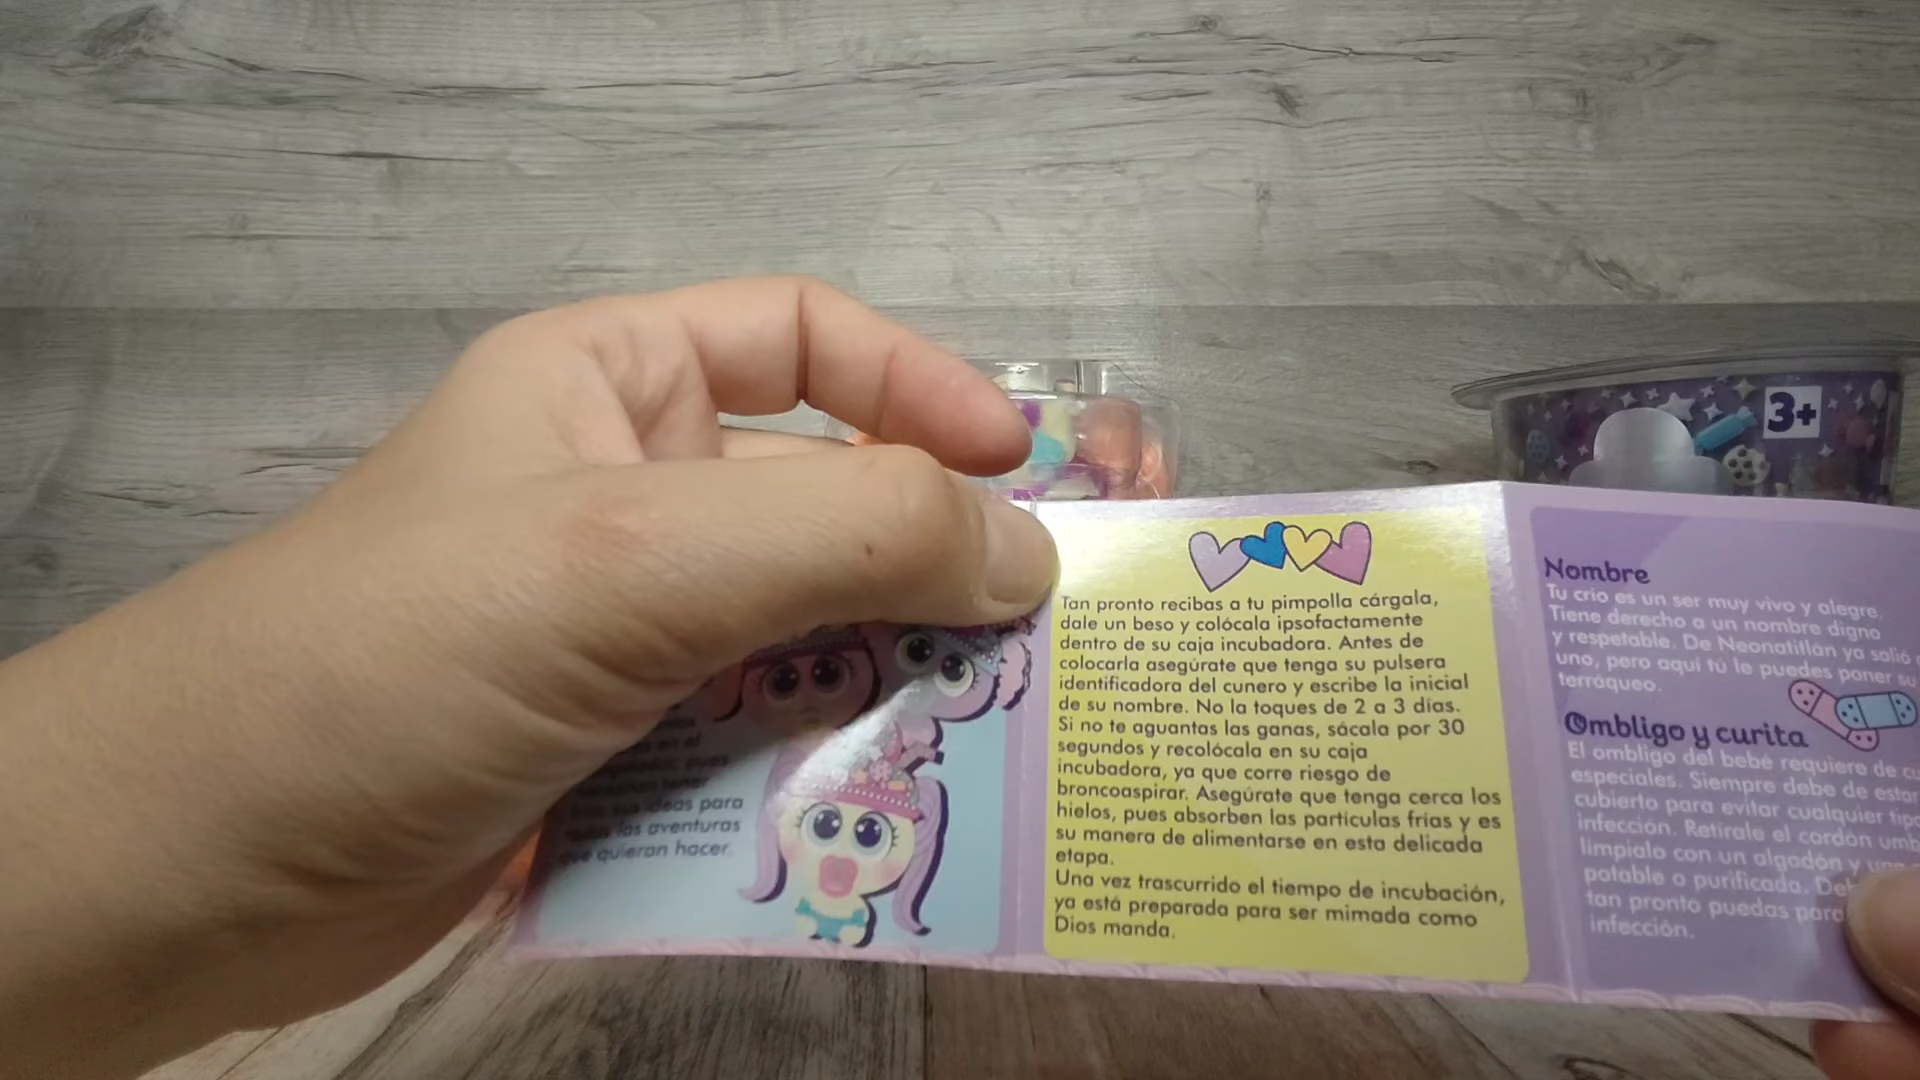 3+
en el
pues
tener
ideas para
las aventuras
que quieran hacer.
Tan pronto recibas a tu pimpolla cárgala,
dale un beso y colócala ipsofactamente
dentro de su caja incubadora. Antes de
colocarla asegúrate que tenga su pulsera
identificadora del cunero y escribe la inicial
de su nombre. No la toques de 2 a 3 días.
Si no te aguantas las ganas, sácala por 30
segundos y recolócala en su caja
incubadora, ya que corre riesgo de
broncoaspirar. Asegúrate que tenga cerca los
hielos, pues absorben las partículas frías y es
su manera de alimentarse en esta delicada
etapa.
Una vez trascurrido el tiempo de incubación,
ya está preparada para ser mimada como
Dios manda.
Nombre
Tu crío es un ser muy vivo y alegre.
Tiene derecho a un nombre digno
y respetable. De Neonatitlán ya salió
uno, pero aquí tú le puedes poner su
terráqueo.
Ombligo y curita
El ombligo del bebé requiere de
especiales. Siempre debe de estar
cubierto para evitar cualquier
infección. Retírale el cordón
límpialo con un algodón y
potable o purificada.
tan pronto puedas para
infección.